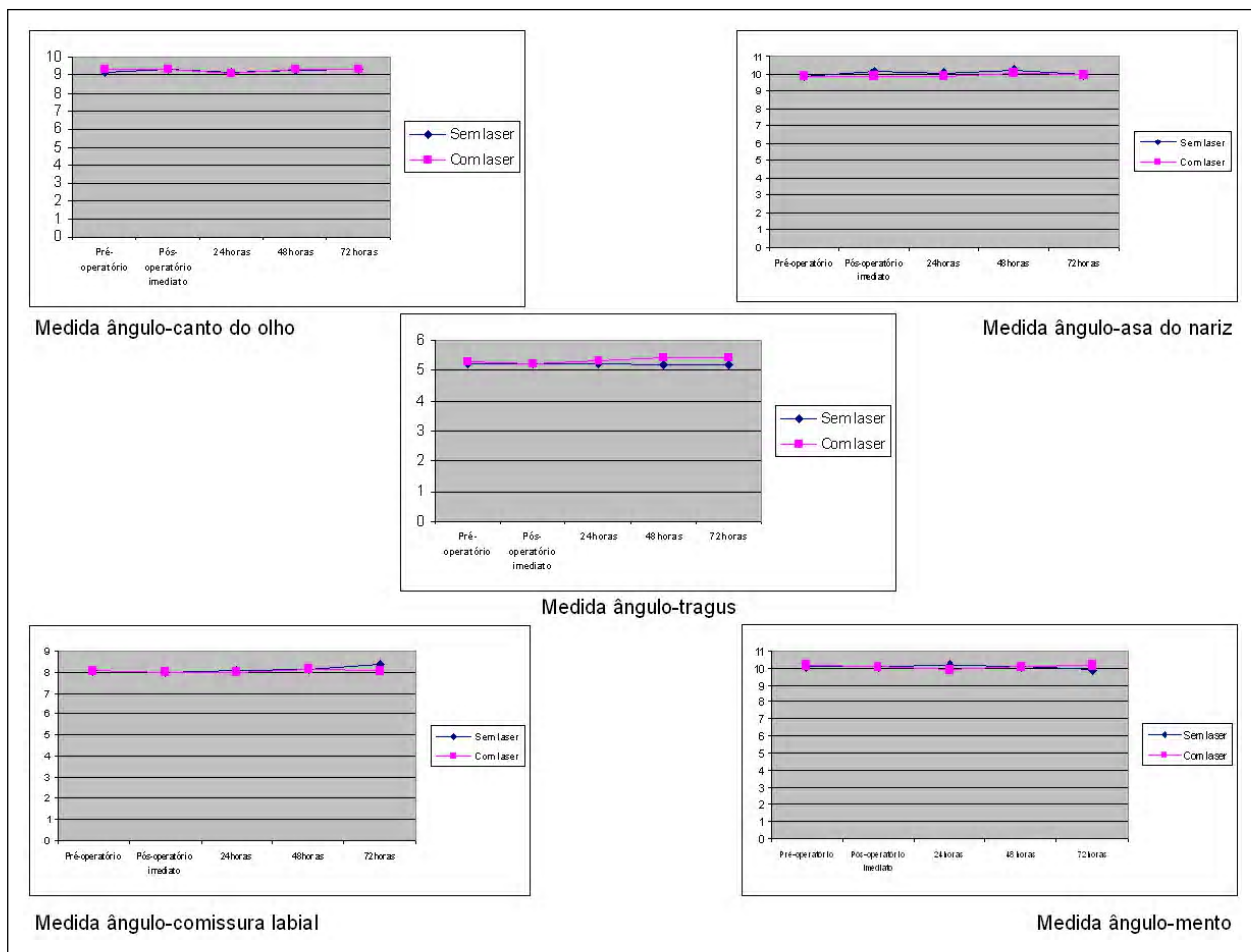 10
9
8
7
6
5
4
3
2
1
0
Pré-
operatório
Pós-
operatório
imediato
24horas
48horas
72horas
Sem laser
Com laser
Medida ângulo-canto do olho
11
10
9
8
7
6
5
4
3
2
1
0
Pré-operatório
Pós-operatório
imediato
24horas
48horas
72horas
Sem laser
Com laser
Medida ângulo-asa do nariz
6
5
4
3
2
1
0
Pré-
operatório
Pós-
operatório
imediato
24horas
48horas
72horas
Sem laser
Com laser
Medida ângulo-tragus
9
8
7
6
5
4
3
2
1
0
Pré-operatório
Pós-operatório
imediato
24horas
48horas
72horas
Sem laser
Com laser
Medida ângulo-comissura labial
11
10
9
8
7
6
5
4
3
2
1
0
Pré-operatório
Pós-operatório
imediato
24horas
48horas
72horas
Sem laser
Com laser
Medida ângulo-mento